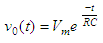 v₀(t) = Vₘe^(-t/RC)